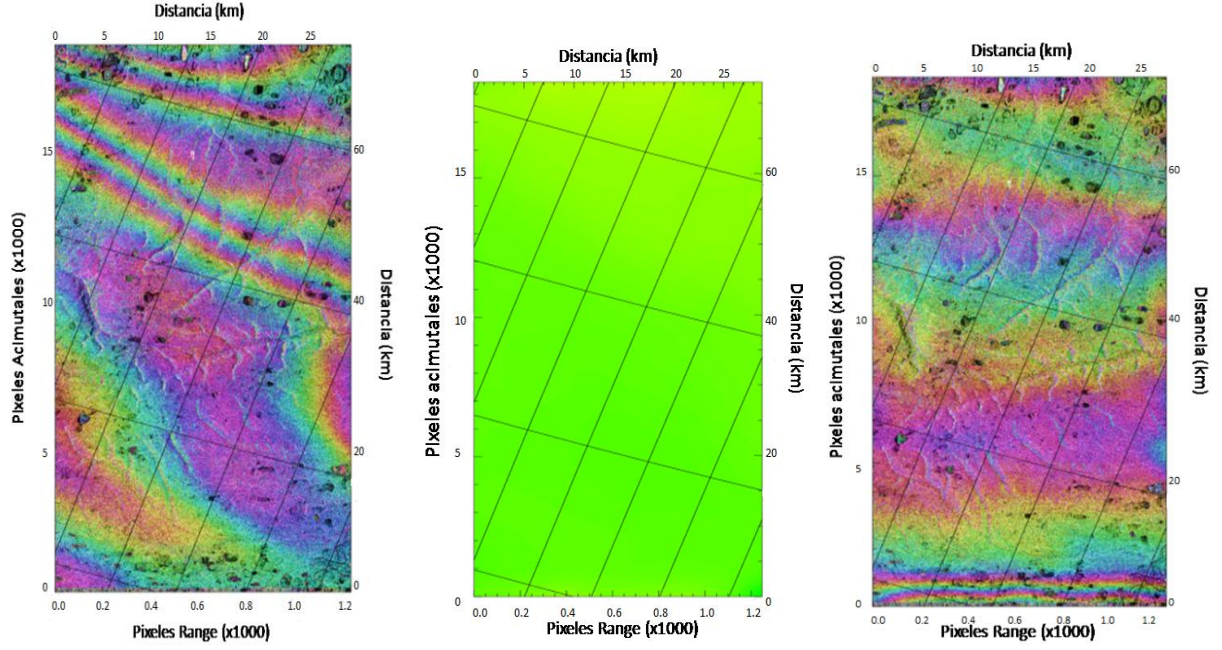 Distancia (km)
0 5 10 15 20 25
15
10
5
0
60
40
20
0
Pixeles Acimutales (x1000)
Distancia (km)
0.0 0.2 0.4 0.6 0.8 1.0 1.2
Pixeles Range (x1000)
Distancia (km)
0 5 10 15 20 25
15
10
5
0
60
40
20
0
Pixeles acimutales (x1000)
Distancia (km)
0.0 0.2 0.4 0.6 0.8 1.0 1.2
Pixeles Range (x1000)
Distancia (km)
0 5 10 15 20 25
15
10
5
0
60
40
20
0
Pixeles acimutales (x1000)
Distancia (km)
0.0 0.2 0.4 0.6 0.8 1.0 1.2
Pixeles Range (x1000)